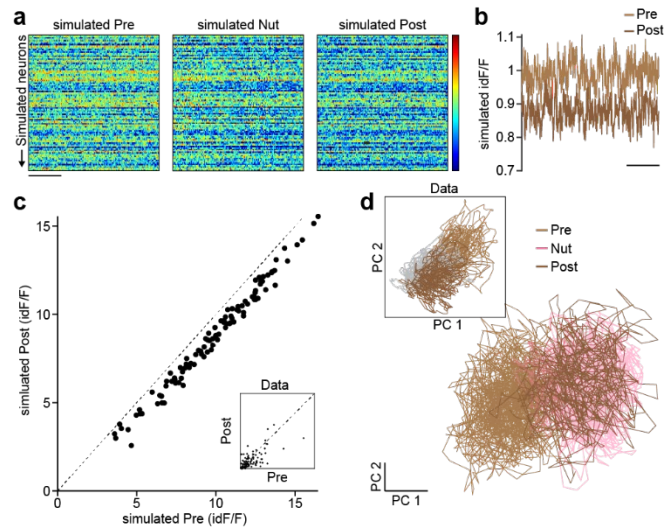 a
simulated Pre
simulated Nut
simulated Post
Simulated neurons
b
Pre
Post
simulated idF/F
1.1
1
0.9
0.8
0.7
c
simluated Post (idF/F)
15
10
5
0
0
5
10
15
simulated Pre (idF/F)
Data
Post
Pre
d
Data
PC 2
PC 1
Pre
Nut
Post
PC 2
PC 1